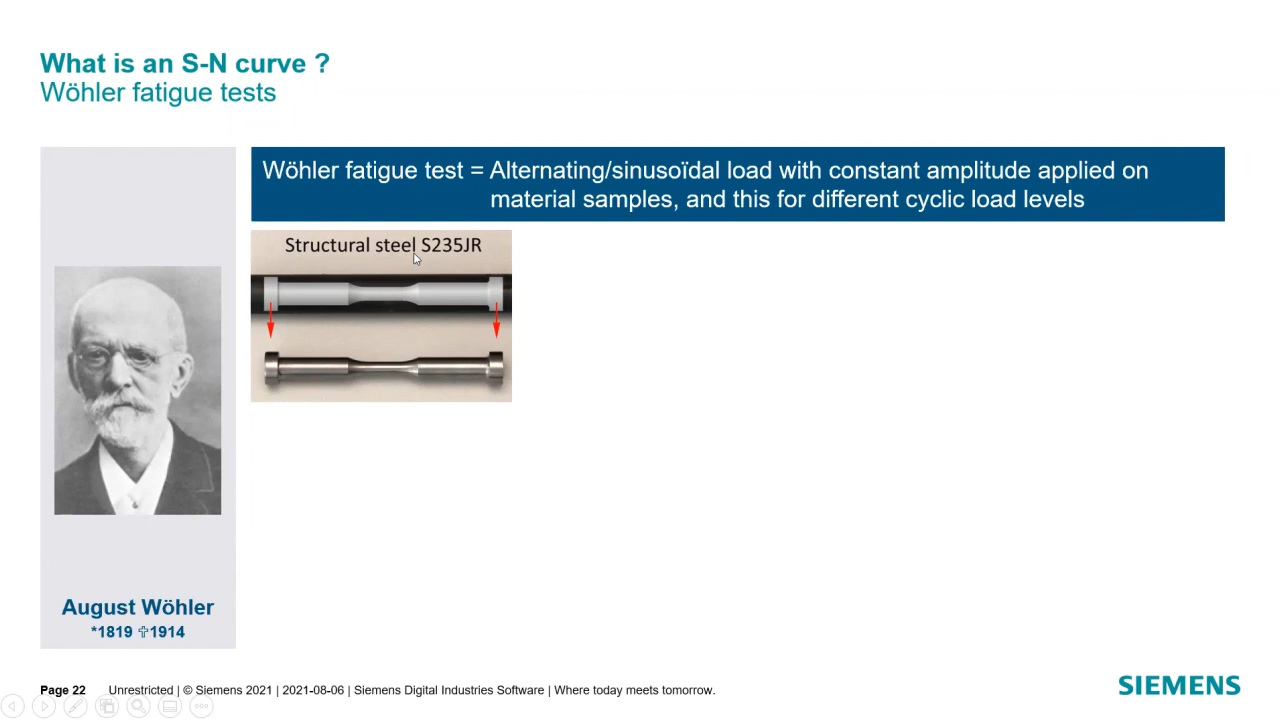 What is an S-N curve ?
Wöhler fatigue tests
Wöhler fatigue test = Alternating/sinusoïdal load with constant amplitude applied on
material samples, and this for different cyclic load levels
Structural steel S235JR
August Wöhler
*1819 ✝1914
Page 22 Unrestricted | © Siemens 2021 | 2021-08-06 | Siemens Digital Industries Software | Where today meets tomorrow.
SIEMENS